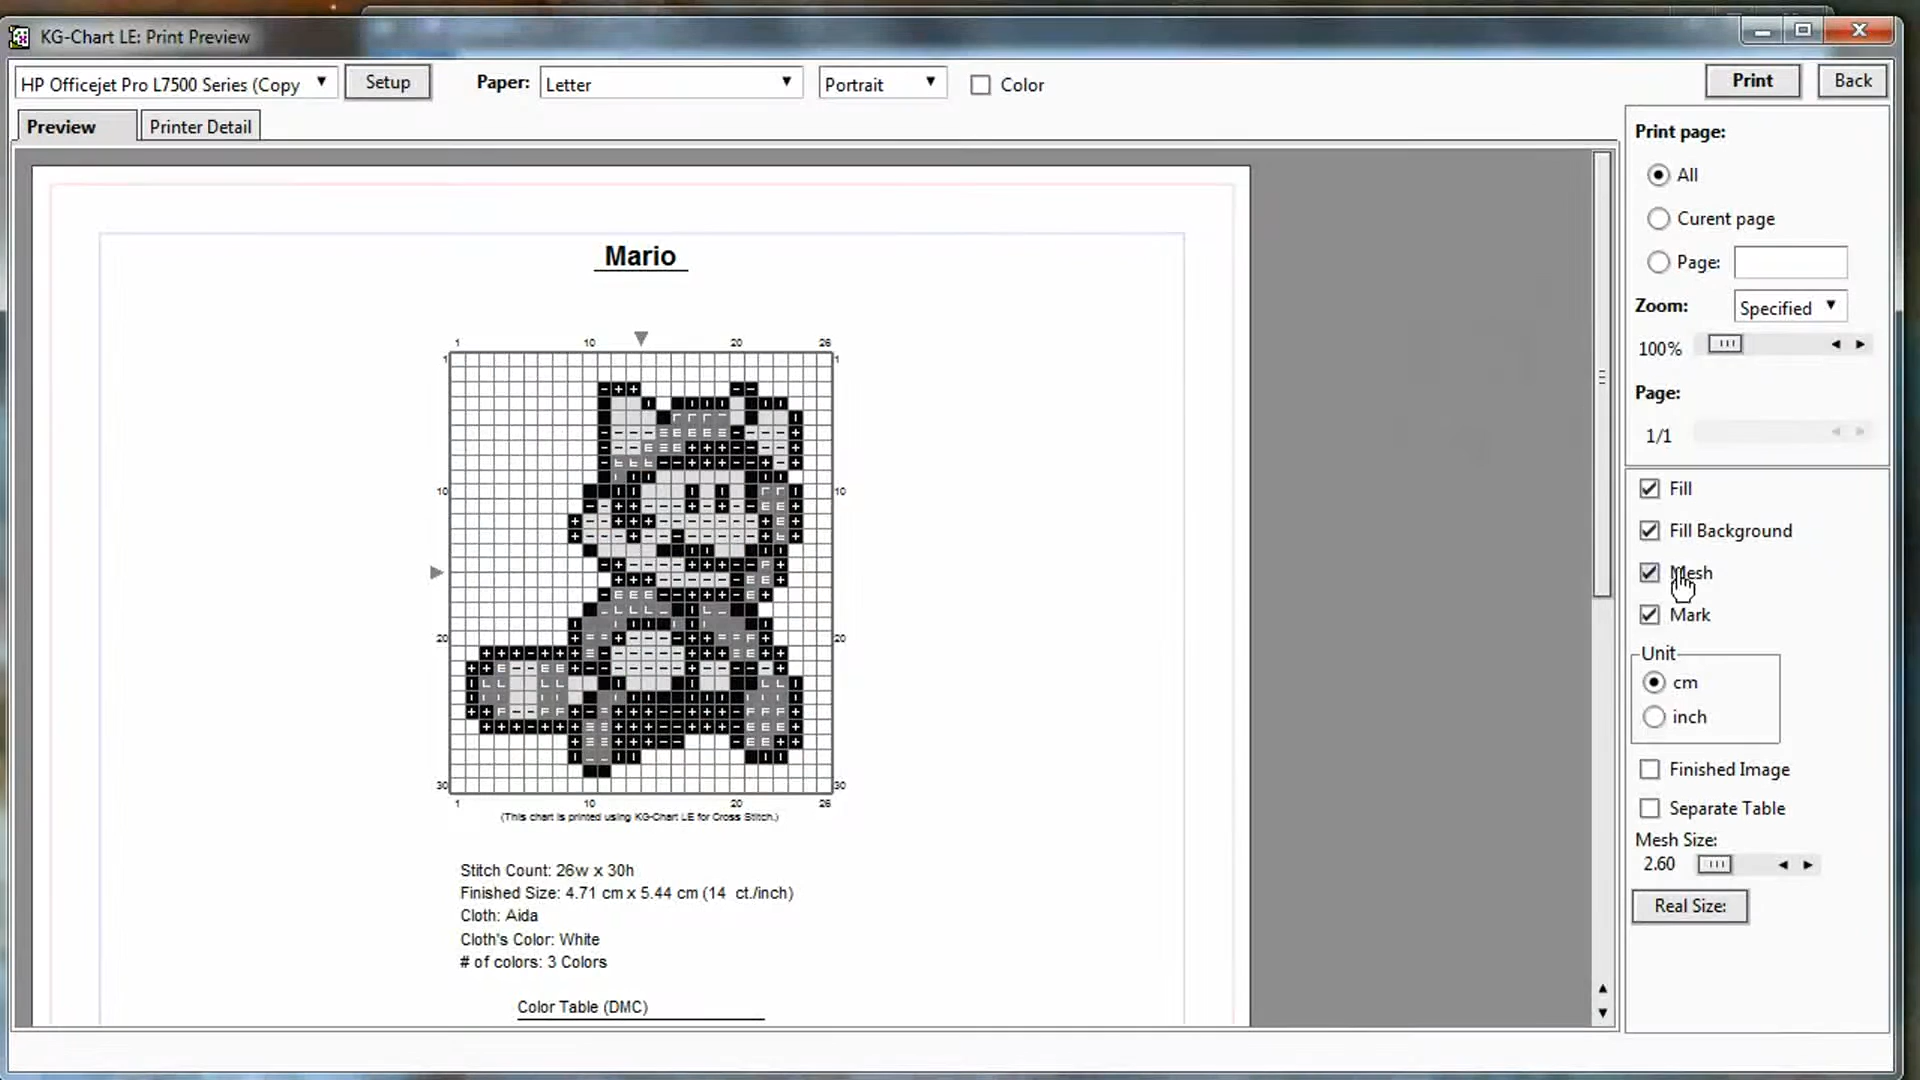 KG-Chart LE: Print Preview
HP Officejet Pro L7500 Series (Copy
Setup
Paper:
Letter
Portrait
Color
Print
Back
Preview
Printer Detail
Print page:
All
Curent page
Page:
Zoom:
Specified
100%
Page:
1/1
Fill
Fill Background
Mesh
Mark
Unit
cm
inch
Finished Image
Separate Table
Mesh Size:
2.60
Real Size:
Mario
1 10 20 26
1 1
10 10
20 20
30 30
1 10 20 26
(This chart is printed using KG-Chart LE for Cross Stitch.)
Stitch Count: 26w x 30h
Finished Size: 4.71 cm x 5.44 cm (14 ct./inch)
Cloth: Aida
Cloth's Color: White
# of colors: 3 Colors
Color Table (DMC)